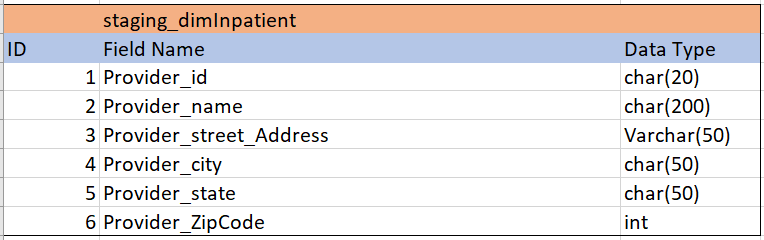 staging_dimInpatient
ID Field Name Data Type
1 Provider_id char(20)
2 Provider_name char(200)
3 Provider_street_Address Varchar(50)
4 Provider_city char(50)
5 Provider_state char(50)
6 Provider_ZipCode int